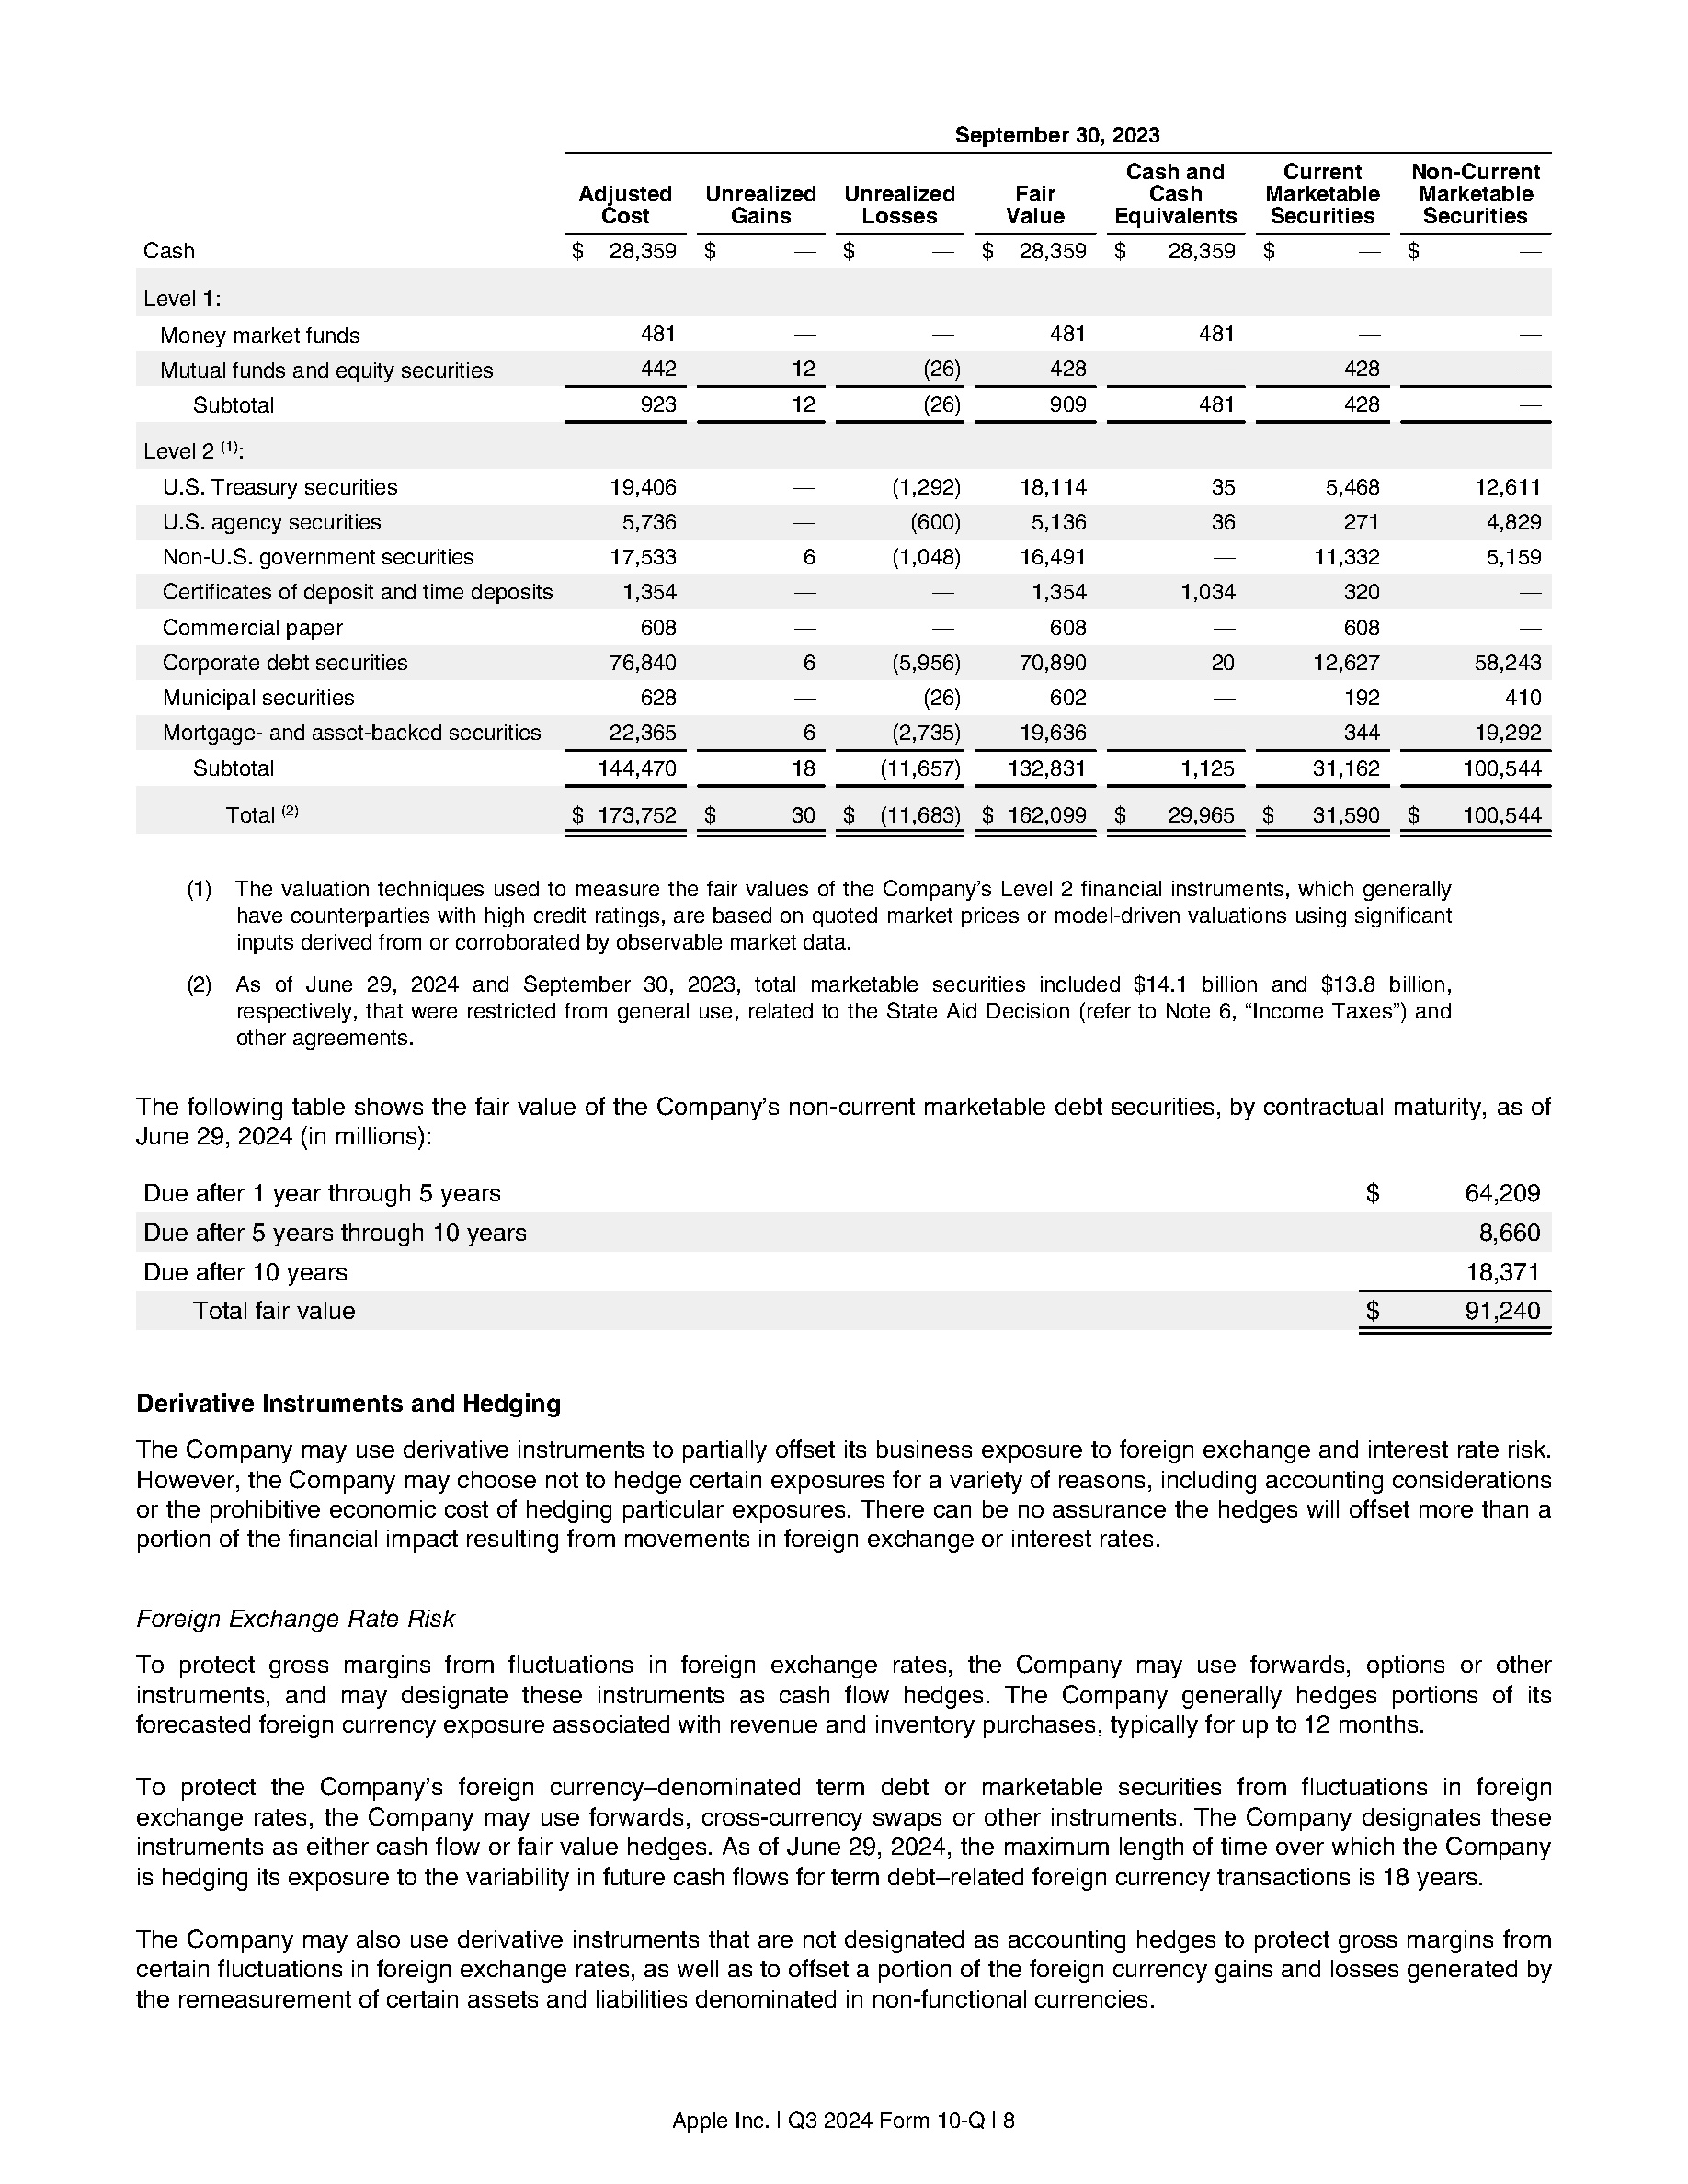 September 30, 2023
Adjusted Cost Unrealized Gains Unrealized Losses Fair Value Cash and Cash Equivalents Current Marketable Securities Non-Current Marketable Securities
Cash $ 28,359 $ — $ — $ 28,359 $ 28,359 $ — $ —
Level 1:
Money market funds 481 — — 481 481 — —
Mutual funds and equity securities 442 12 (26) 428 — 428 —
Subtotal 923 12 (26) 909 481 428 —
Level 2 (1):
U.S. Treasury securities 19,406 — (1,292) 18,114 35 5,468 12,611
U.S. agency securities 5,736 — (600) 5,136 36 271 4,829
Non-U.S. government securities 17,533 6 (1,048) 16,491 — 11,332 5,159
Certificates of deposit and time deposits 1,354 — — 1,354 1,034 320 —
Commercial paper 608 — — 608 — 608 —
Corporate debt securities 76,840 6 (5,956) 70,890 20 12,627 58,243
Municipal securities 628 — (26) 602 — 192 410
Mortgage- and asset-backed securities 22,365 6 (2,735) 19,636 — 344 19,292
Subtotal 144,470 18 (11,657) 132,831 1,125 31,162 100,544
Total (2) $ 173,752 $ 30 $ (11,683) $ 162,099 $ 29,965 $ 31,590 $ 100,544
(1) The valuation techniques used to measure the fair values of the Company’s Level 2 financial instruments, which generally
have counterparties with high credit ratings, are based on quoted market prices or model-driven valuations using significant
inputs derived from or corroborated by observable market data.
(2) As of June 29, 2024 and September 30, 2023, total marketable securities included $14.1 billion and $13.8 billion,
respectively, that were restricted from general use, related to the State Aid Decision (refer to Note 6, “Income Taxes”) and
other agreements.
The following table shows the fair value of the Company’s non-current marketable debt securities, by contractual maturity, as of
June 29, 2024 (in millions):
Due after 1 year through 5 years $ 64,209
Due after 5 years through 10 years 8,660
Due after 10 years 18,371
Total fair value $ 91,240
Derivative Instruments and Hedging
The Company may use derivative instruments to partially offset its business exposure to foreign exchange and interest rate risk.
However, the Company may choose not to hedge certain exposures for a variety of reasons, including accounting considerations
or the prohibitive economic cost of hedging particular exposures. There can be no assurance the hedges will offset more than a
portion of the financial impact resulting from movements in foreign exchange or interest rates.
Foreign Exchange Rate Risk
To protect gross margins from fluctuations in foreign exchange rates, the Company may use forwards, options or other
instruments, and may designate these instruments as cash flow hedges. The Company generally hedges portions of its
forecasted foreign currency exposure associated with revenue and inventory purchases, typically for up to 12 months.
To protect the Company’s foreign currency–denominated term debt or marketable securities from fluctuations in foreign
exchange rates, the Company may use forwards, cross-currency swaps or other instruments. The Company designates these
instruments as either cash flow or fair value hedges. As of June 29, 2024, the maximum length of time over which the Company
is hedging its exposure to the variability in future cash flows for term debt–related foreign currency transactions is 18 years.
The Company may also use derivative instruments that are not designated as accounting hedges to protect gross margins from
certain fluctuations in foreign exchange rates, as well as to offset a portion of the foreign currency gains and losses generated by
the remeasurement of certain assets and liabilities denominated in non-functional currencies.
Apple Inc. | Q3 2024 Form 10-Q | 8